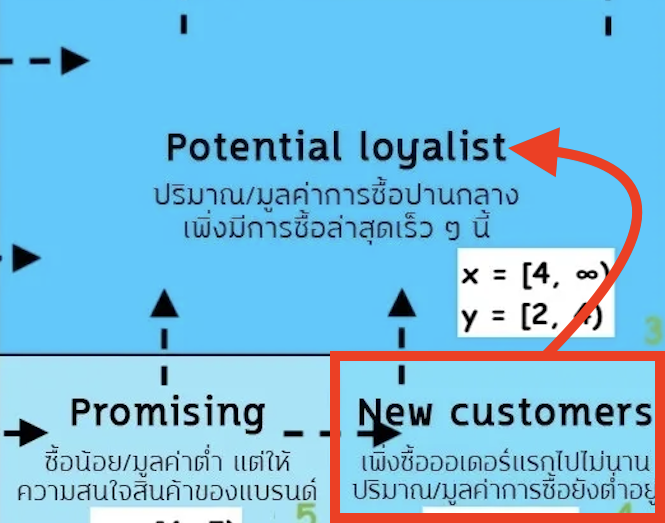 Potential loyalist
ปริมาณ/มูลค่าการซื้อปานกลาง
เพิ่งมีการซื้อล่าสุดเร็ว ๆ นี้
x = [4, ∞)
y = [2, 4)
3
Promising
ซื้อน้อย/มูลค่าต่ำ แต่ให้
ความสนใจสินค้าของแบรนด์
5
New customers
เพิ่งซื้อออเดอร์แรกไปไม่นาน
ปริมาณ/มูลค่าการซื้อยังต่ำอยู่